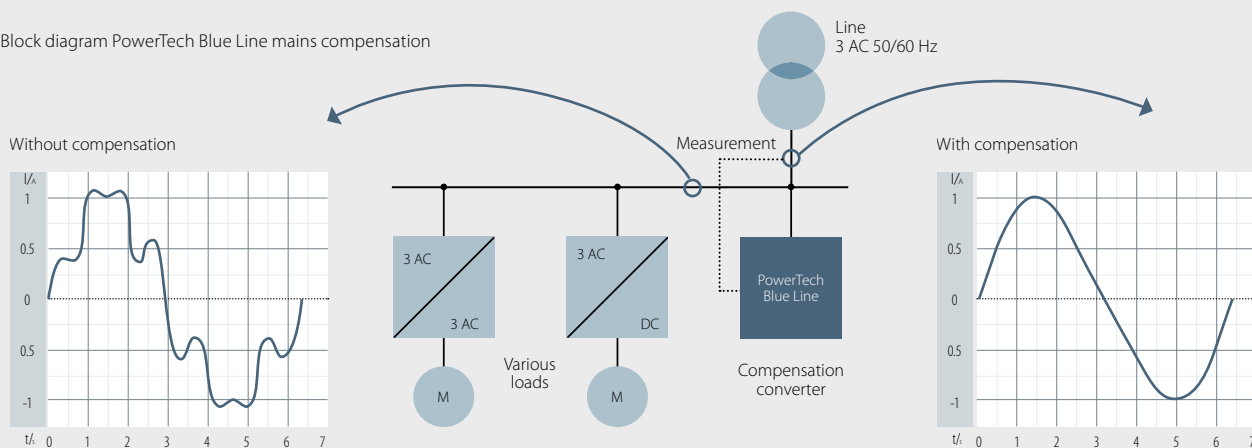 Block diagram PowerTech Blue Line mains compensation
Line
3 AC 50/60 Hz
Without compensation
Measurement
With compensation
I/A
1
0.5
0
0.5
-1
t/s 0 1 2 3 4 5 6 7
3 AC
3 AC
M
3 AC
DC
M
Various
loads
PowerTech
Blue Line
Compensation
converter
I/A
1
0.5
0
0.5
-1
t/s 0 1 2 3 4 5 6 7